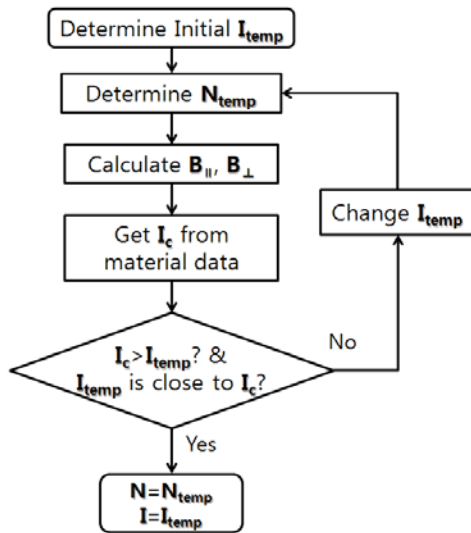 Determine Initial I_temp
Determine N_temp
Calculate B_||, B_⊥
Get I_c from
material data
Change I_temp
I_c>I_temp? &
I_temp is close to I_c?
No
Yes
N=N_temp
I=I_temp